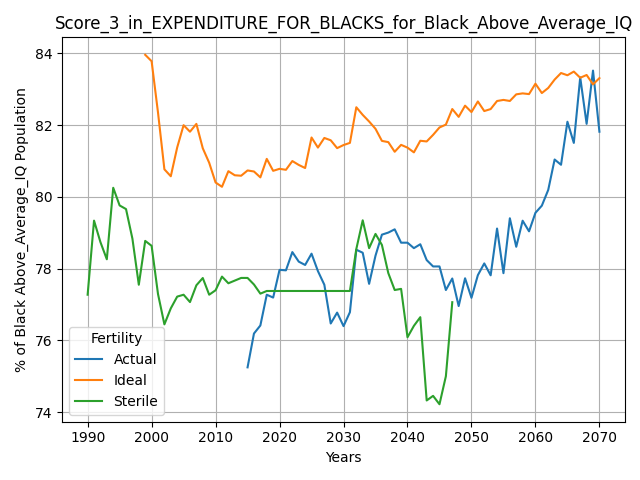 Score_3_in_EXPENDITURE_FOR_BLACKS_for_Black_Above_Average_IQ
% of Black Above_Average_IQ Population
84
82
80
78
76
74
Fertility
Actual
Ideal
Sterile
1990 2000 2010 2020 2030 2040 2050 2060 2070
Years